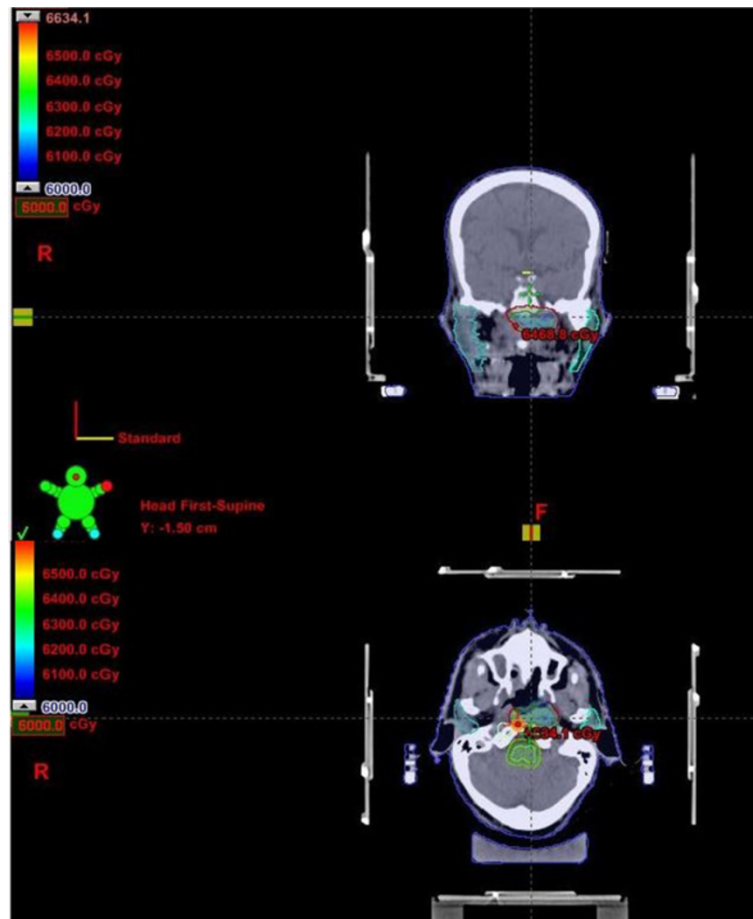 6634.1
6500.0 cGy
6400.0 cGy
6300.0 cGy
6200.0 cGy
6100.0 cGy
6000.0
6000.0 cGy
R
6468.8 cGy
Standard
Head First-Supine
Y: -1.50 cm
F
6500.0 cGy
6400.0 cGy
6300.0 cGy
6200.0 cGy
6100.0 cGy
6000.0
6000.0 cGy
R